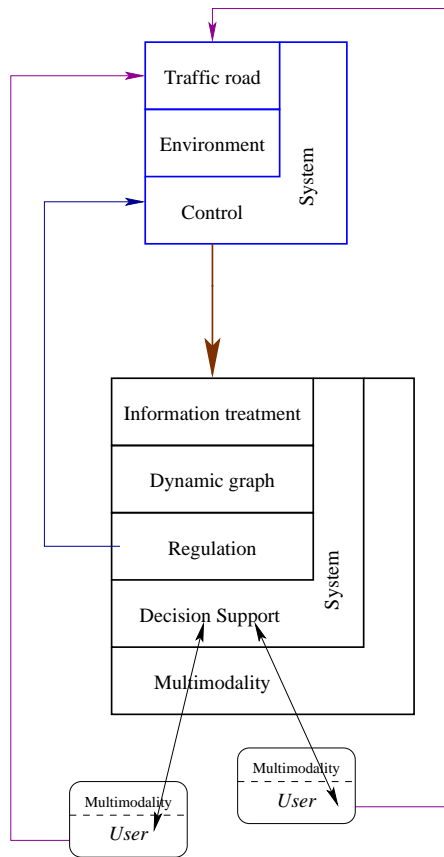 Traffic road
Environment
Control
System
Information treatment
Dynamic graph
Regulation
Decision Support
System
Multimodality
Multimodality
User
Multimodality
User